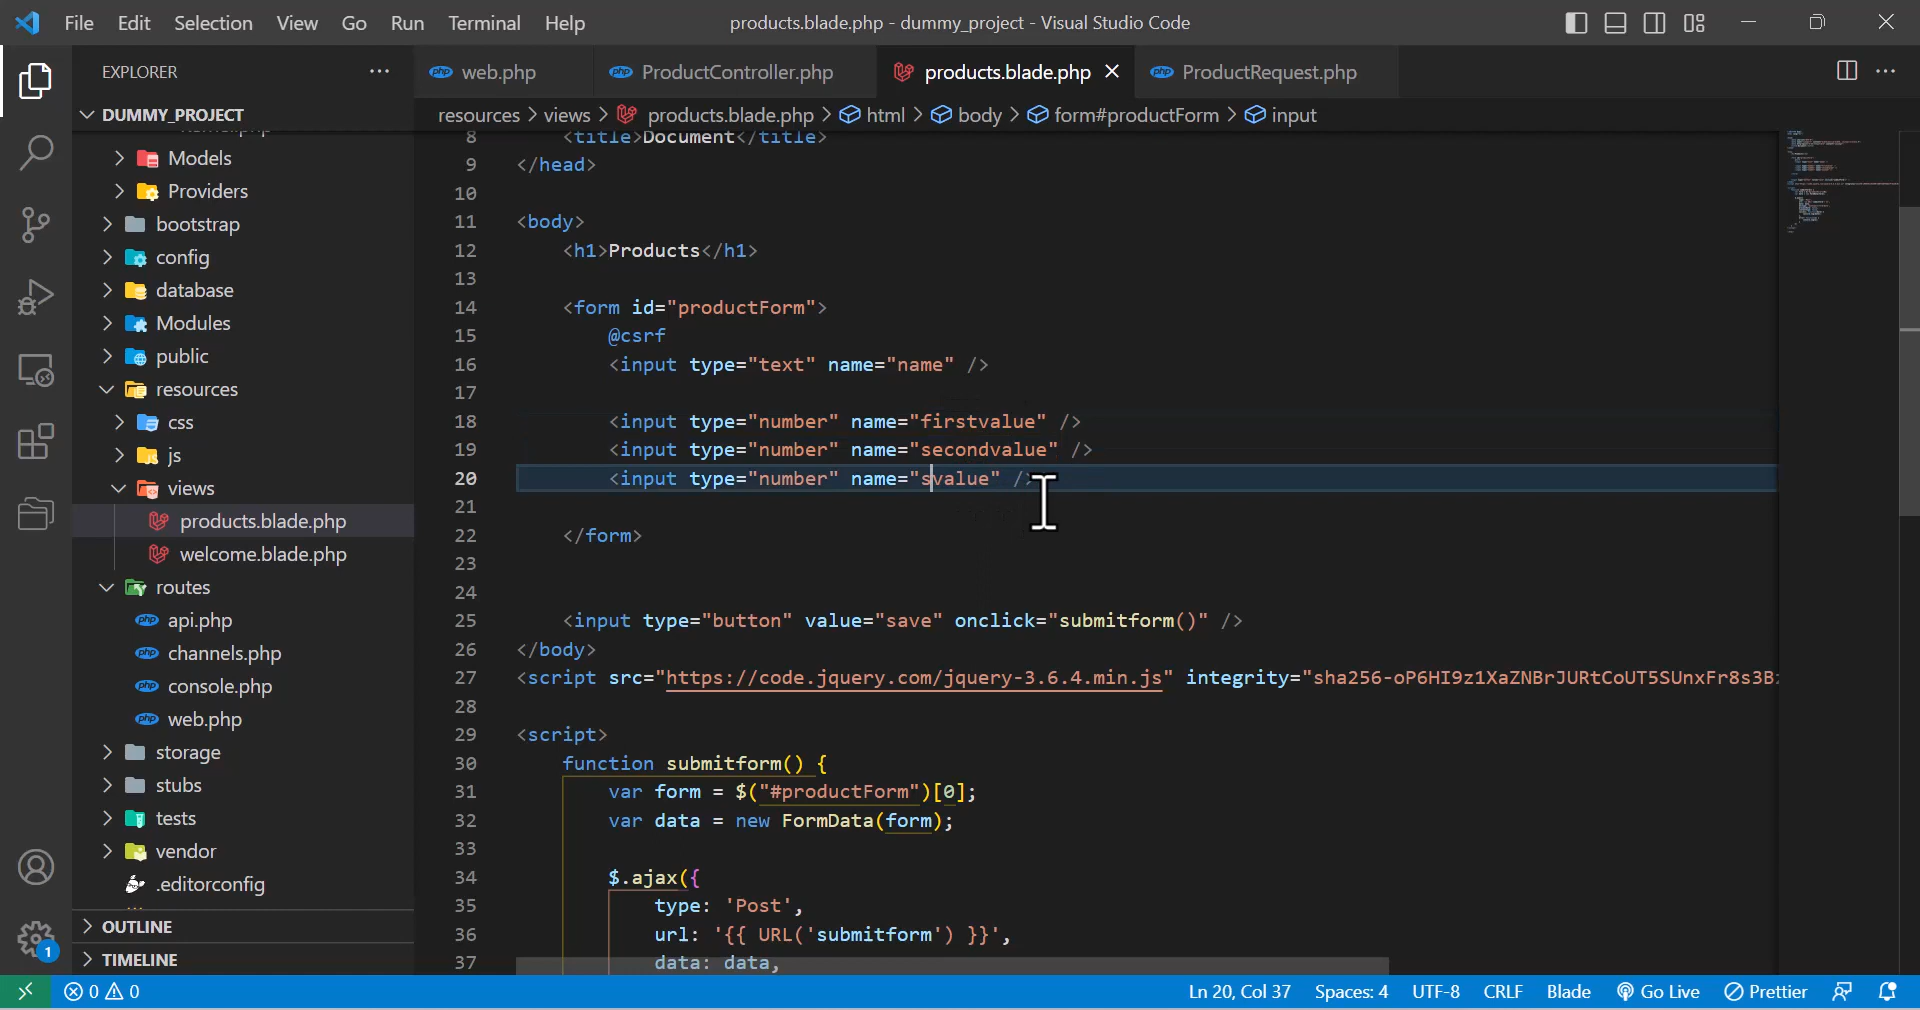 File Edit Selection View Go Run Terminal Help products.blade.php - dummy_project - Visual Studio Code
EXPLORER
web.php ProductController.php products.blade.php ProductRequest.php
DUMMY_PROJECT
resources > views > products.blade.php > html > body > form#productForm > input
Models
Providers
bootstrap
config
database
Modules
public
resources
css
js
views
products.blade.php
welcome.blade.php
routes
api.php
channels.php
console.php
web.php
storage
stubs
tests
vendor
.editorconfig
OUTLINE
TIMELINE
8 <title>Document</title>
9 </head>
10
11 <body>
12 <h1>Products</h1>
13
14 <form id="productForm">
15 @csrf
16 <input type="text" name="name" />
17
18 <input type="number" name="firstvalue" />
19 <input type="number" name="secondvalue" />
20 <input type="number" name="svalue" />
21
22 </form>
23
24
25 <input type="button" value="save" onclick="submitform()" />
26 </body>
27 <script src="https://code.jquery.com/jquery-3.6.4.min.js" integrity="sha256-oP6HI9z1XaZNBrJURtCoUT5SUnxFr8s3B
28
29 <script>
30 function submitform() {
31 var form = $("#productForm")[0];
32 var data = new FormData(form);
33
34 $.ajax({
35 type: 'Post',
36 url: '{{ URL('submitform') }}',
37 data: data,
1
0 0 Ln 20, Col 37 Spaces: 4 UTF-8 CRLF Blade Go Live Prettier